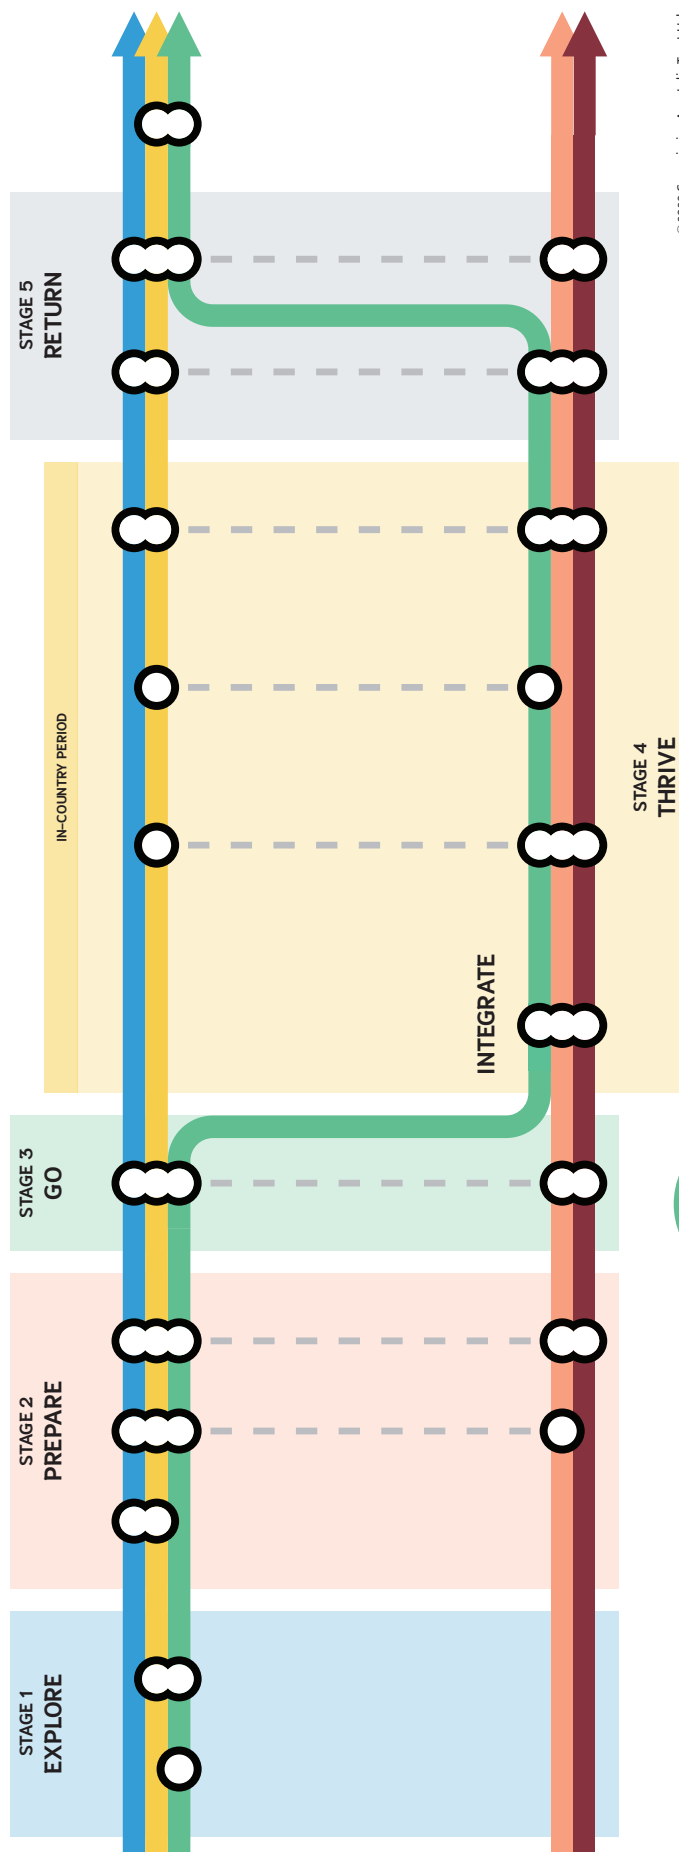 STAGE 5
RETURN
IN-COUNTRY PERIOD
STAGE 4
THRIVE
INTEGRATE
STAGE 3
GO
STAGE 2
PREPARE
STAGE 1
EXPLORE